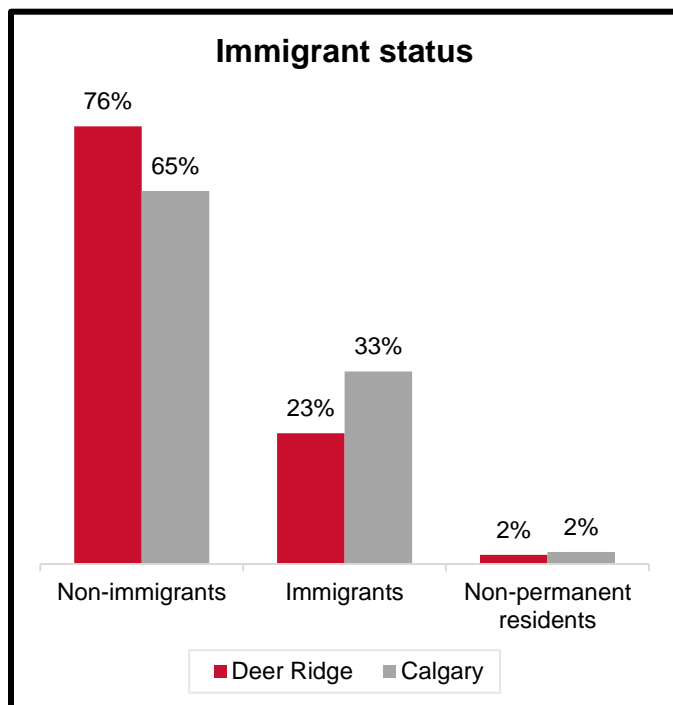 Immigrant status
76%
65%
23%
33%
2%
2%
Non-immigrants
Immigrants
Non-permanent
residents
Deer Ridge
Calgary